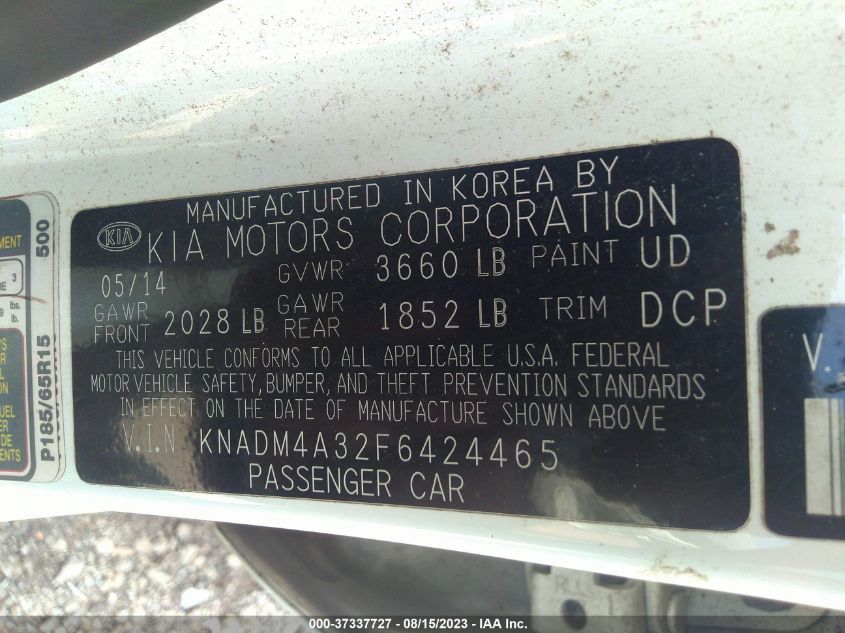 MANUFACTURED IN KOREA BY
KIA KIA MOTORS CORPORATION
05/14 GVWR 3660 LB PAINT UD
GAWR FRONT 2028 LB GAWR REAR 1852 LB TRIM DCP
THIS VEHICLE CONFORMS TO ALL APPLICABLE U.S.A. FEDERAL
MOTOR VEHICLE SAFETY, BUMPER, AND THEFT PREVENTION STANDARDS
IN EFFECT ON THE DATE OF MANUFACTURE SHOWN ABOVE
V.I.N KNADM4A32F6424465
PASSENGER CAR
P185/65R15 500
3
lbs.
lb.
V.
000-37337727 - 08/15/2023 - IAA Inc.